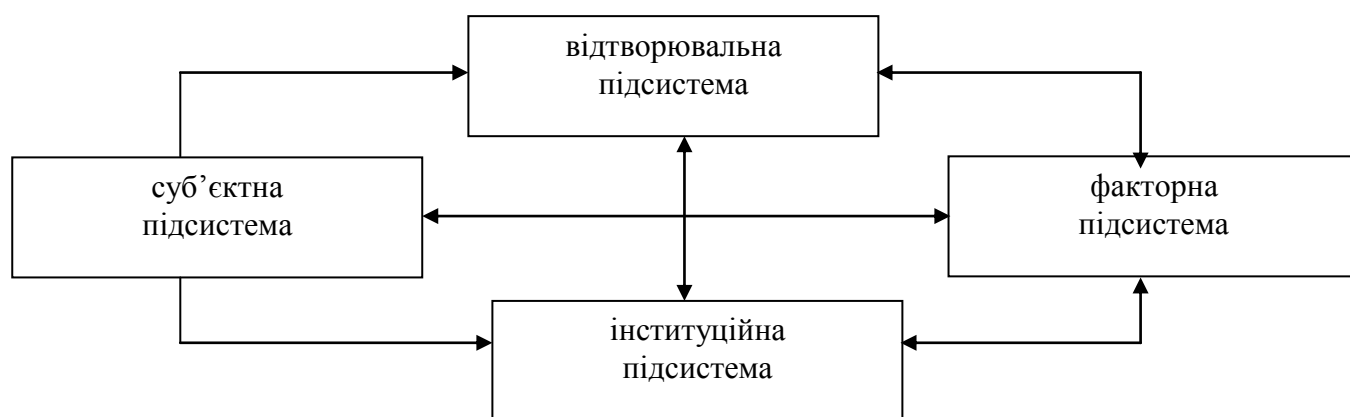 відтворювальна
підсистема
суб’єктна
підсистема
факторна
підсистема
інституційна
підсистема